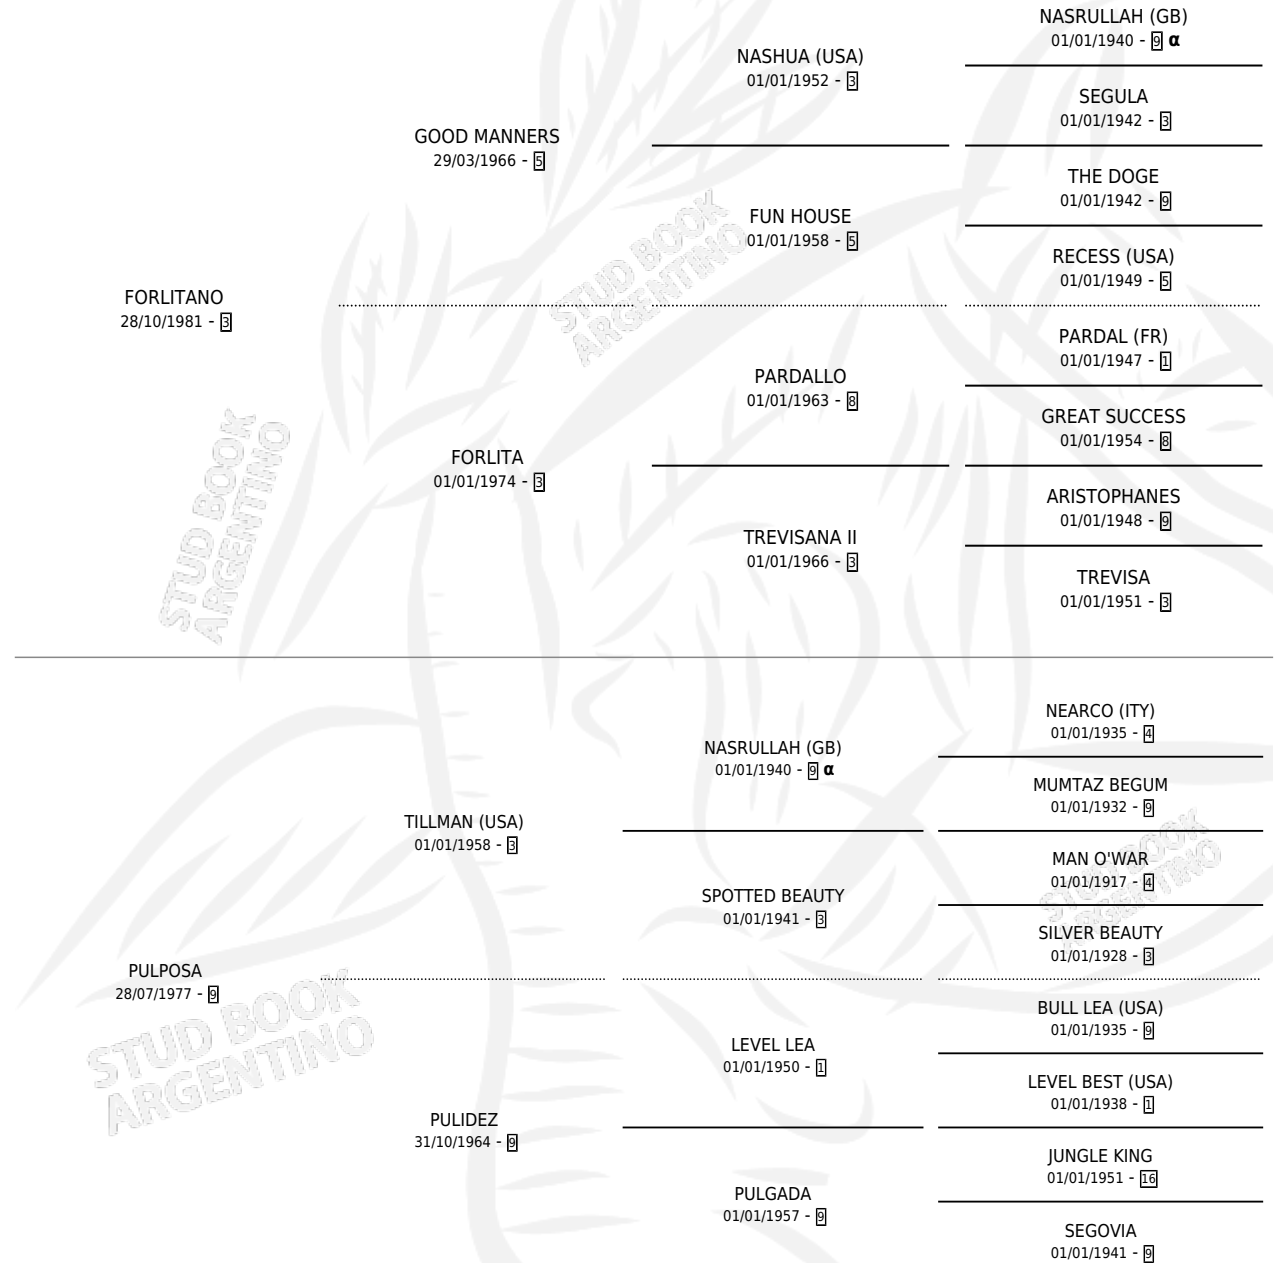 NASRULLAH (GB)
01/01/1940 - 9 α
NASHUA (USA)
01/01/1952 - 3
SEGULA
01/01/1942 - 3
GOOD MANNERS
29/03/1966 - 5
THE DOGE
01/01/1942 - 9
FUN HOUSE
01/01/1958 - 5
RECESS (USA)
01/01/1949 - 5
FORLITANO
28/10/1981 - 3
PARDAL (FR)
01/01/1947 - 1
PARDALLO
01/01/1963 - 8
GREAT SUCCESS
01/01/1954 - 8
FORLITA
01/01/1974 - 3
ARISTOPHANES
01/01/1948 - 9
TREVISANA II
01/01/1966 - 3
TREVISA
01/01/1951 - 3
NEARCO (ITY)
01/01/1935 - 4
NASRULLAH (GB)
01/01/1940 - 9 α
MUMTAZ BEGUM
01/01/1932 - 9
TILLMAN (USA)
01/01/1958 - 3
MAN O'WAR
01/01/1917 - 4
SPOTTED BEAUTY
01/01/1941 - 3
SILVER BEAUTY
01/01/1928 - 3
PULPOSA
28/07/1977 - 9
BULL LEA (USA)
01/01/1935 - 9
LEVEL LEA
01/01/1950 - 1
LEVEL BEST (USA)
01/01/1938 - 1
PULIDEZ
31/10/1964 - 9
JUNGLE KING
01/01/1951 - 16
PULGADA
01/01/1957 - 9
SEGOVIA
01/01/1941 - 9
STUD BOOK
ARGENTINO
STUD BOOK
ARGENTINO
STUD BOOK
ARGENTINO
STUD BOOK
ARGENTINO